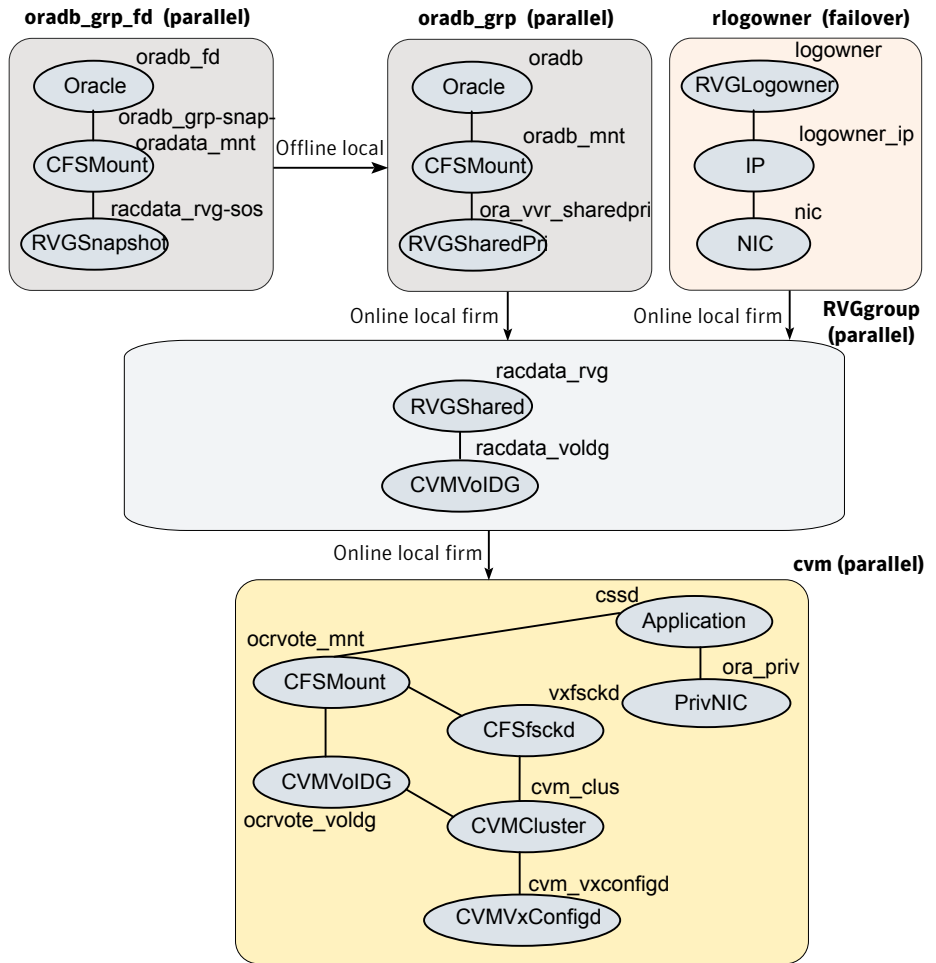 oradb_grp_fd (parallel)
oradb_grp (parallel)
rlogowner (failover)
oradb_fd
Oracle
oradb_grp-snap-
oradata_mnt
CFSMount
racdata_rvg-sos
RVGSnapshot
Offline local
oradb
Oracle
oradb_mnt
CFSMount
ora_vvr_sharedpri
RVGSharedPri
logowner
RVGLogowner
logowner_ip
IP
nic
NIC
Online local firm
Online local firm
RVGgroup
(parallel)
racdata_rvg
RVGShared
racdata_voldg
CVMVolDG
Online local firm
cvm (parallel)
cssd
Application
ocrvote_mnt
CFSMount
ora_priv
PrivNIC
vxfsckd
CFSfsckd
CVMVolDG
ocrvote_voldg
cvm_clus
CVMCluster
cvm_vxconfigd
CVMVxConfigd